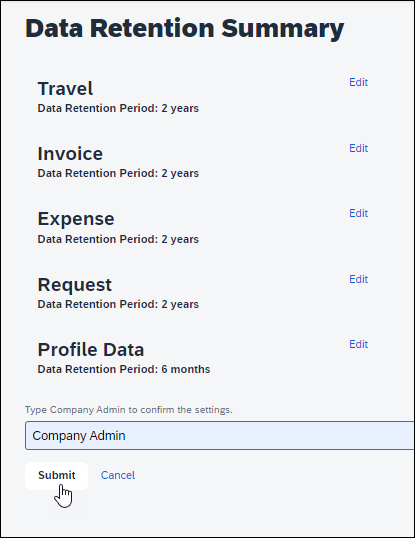 Data Retention Summary
Travel
Edit
Data Retention Period: 2 years
Invoice
Edit
Data Retention Period: 2 years
Expense
Edit
Data Retention Period: 2 years
Request
Edit
Data Retention Period: 2 years
Profile Data
Edit
Data Retention Period: 6 months
Type Company Admin to confirm the settings.
Company Admin
Submit Cancel